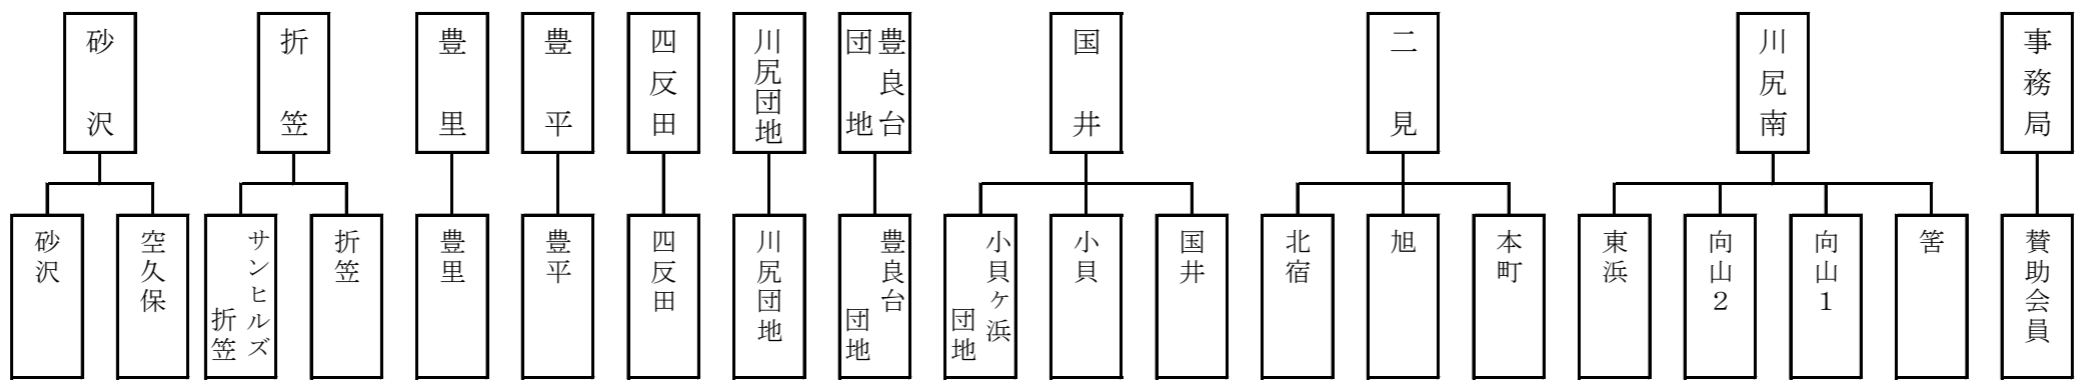 砂沢
折笠
豊里
豊平
四反田
川尻団地
豊良台
団地
国井
二見
川尻南
事務局
砂沢
空久保
サンヒルズ
折笠
折笠
豊里
豊平
四反田
川尻団地
豊良台
団地
小貝ヶ浜
団地
小貝
国井
北宿
旭
本町
東浜
向山2
向山1
筈
賛助会員